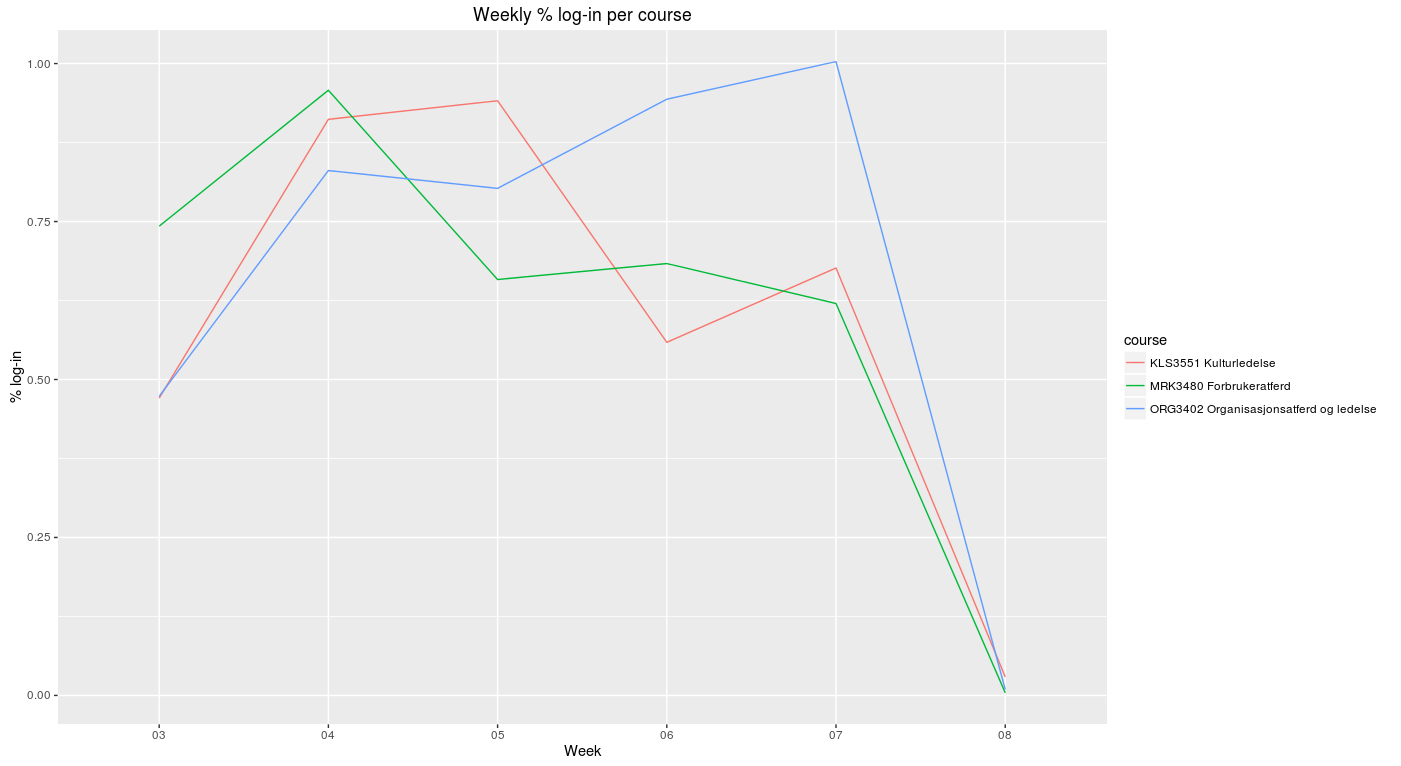 Weekly % log-in per course
1.00
0.75
0.50
0.25
0.00
% log-in
03 04 05 06 07 08
Week
course
KLS3551 Kulturledelse
MRK3480 Forbrukeratferd
ORG3402 Organisasjonsatferd og ledelse